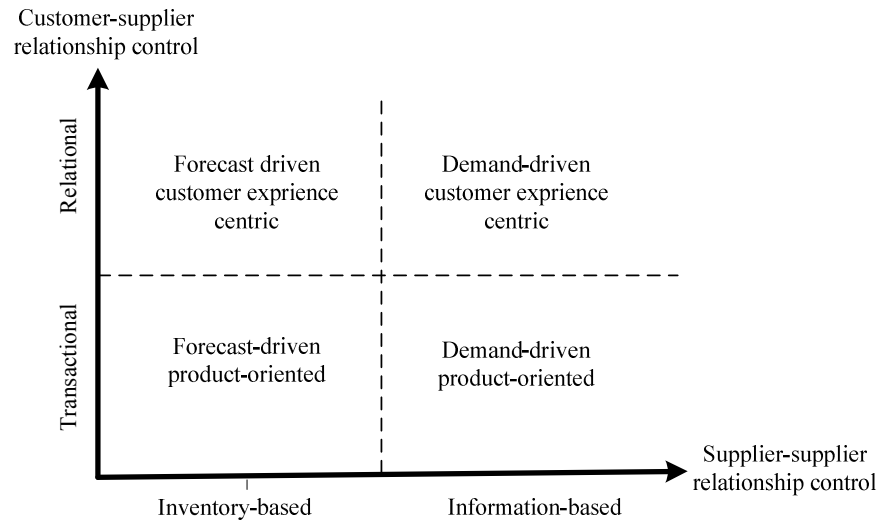 Customer-supplier
relationship control
Relational
Forecast driven
customer exprience
centric
Demand-driven
customer exprience
centric
Transactional
Forecast-driven
product-oriented
Demand-driven
product-oriented
Supplier-supplier
relationship control
Inventory-based
Information-based